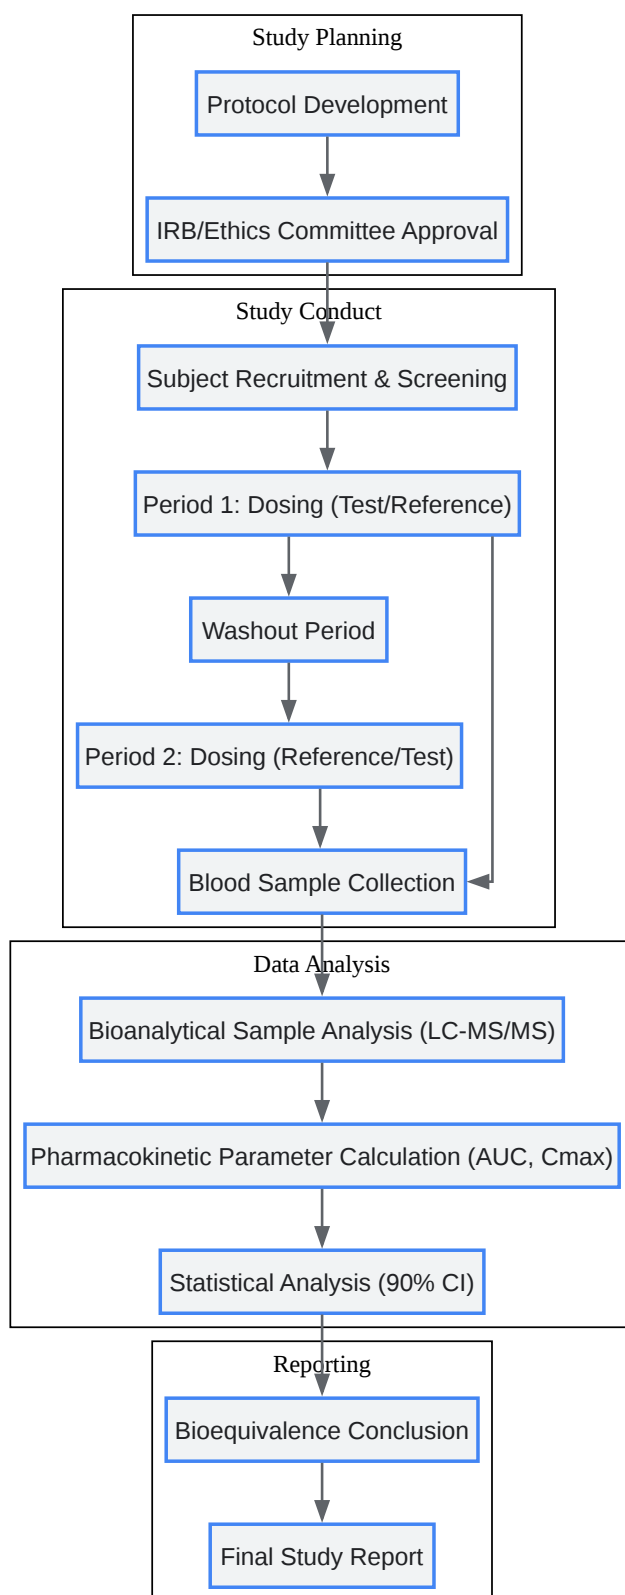 Study Planning
Protocol Development
IRB/Ethics Committee Approval
Study Conduct
Subject Recruitment & Screening
Period 1: Dosing (Test/Reference)
Washout Period
Period 2: Dosing (Reference/Test)
Blood Sample Collection
Data Analysis
Bioanalytical Sample Analysis (LC-MS/MS)
Pharmacokinetic Parameter Calculation (AUC, Cmax)
Statistical Analysis (90% CI)
Reporting
Bioequivalence Conclusion
Final Study Report